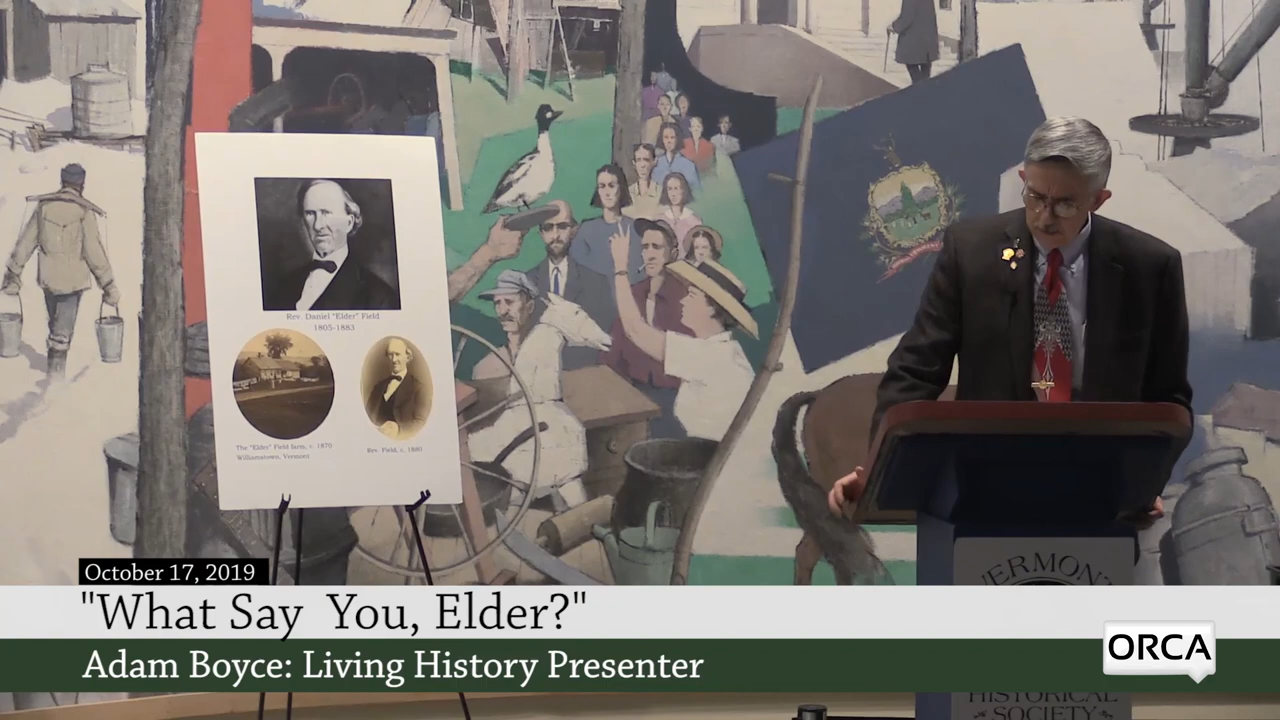 Rev. Daniel "Elder" Field
1805-1883
The "Elder" Field farm, c. 1870
Williamstown, Vermont
Rev. Field, c. 1880
October 17, 2019
"What Say  You, Elder?"
Adam Boyce: Living History Presenter
ORCA
VERMONT
HISTORICAL
SOCIETY